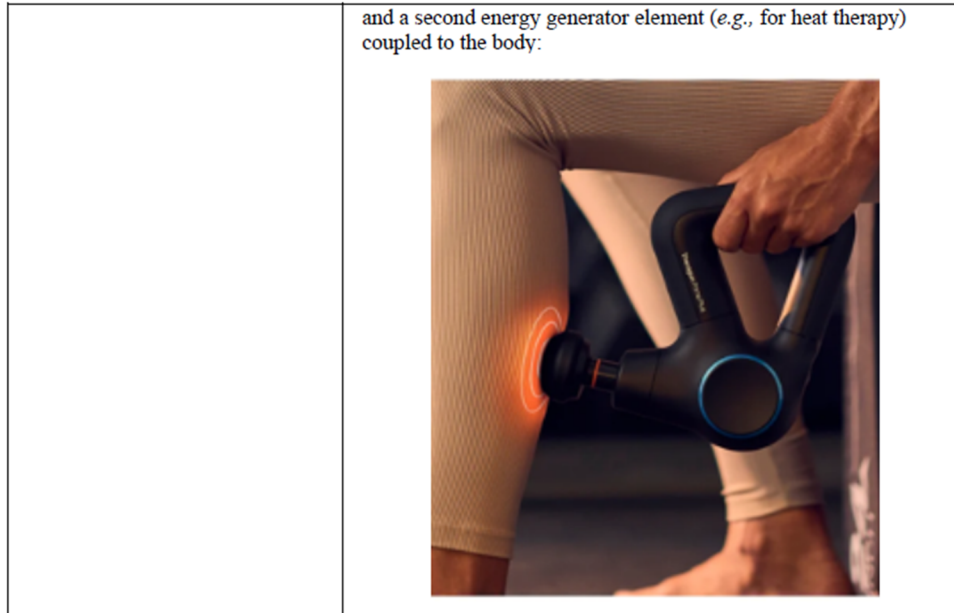 and a second energy generator element (e.g., for heat therapy)
coupled to the body: